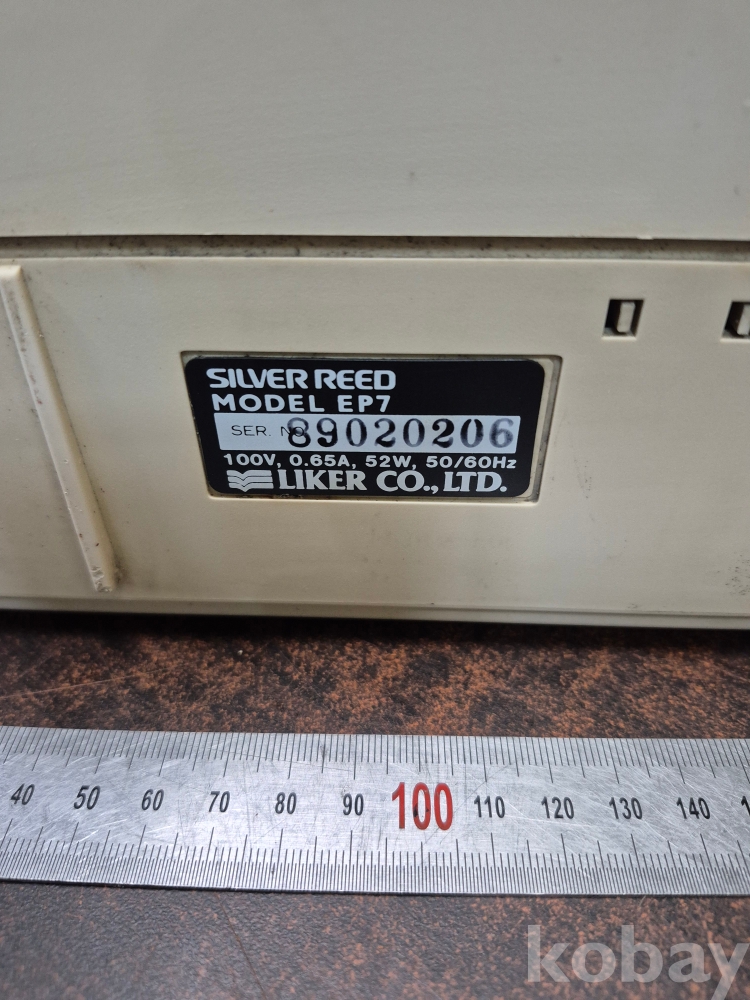 SILVER REED
MODEL EP7
SER. NO. 89020206
100V, 0.65A, 52W, 50/60Hz
LIKER CO., LTD.
40 50 60 70 80 90 100 110 120 130 140
kobay